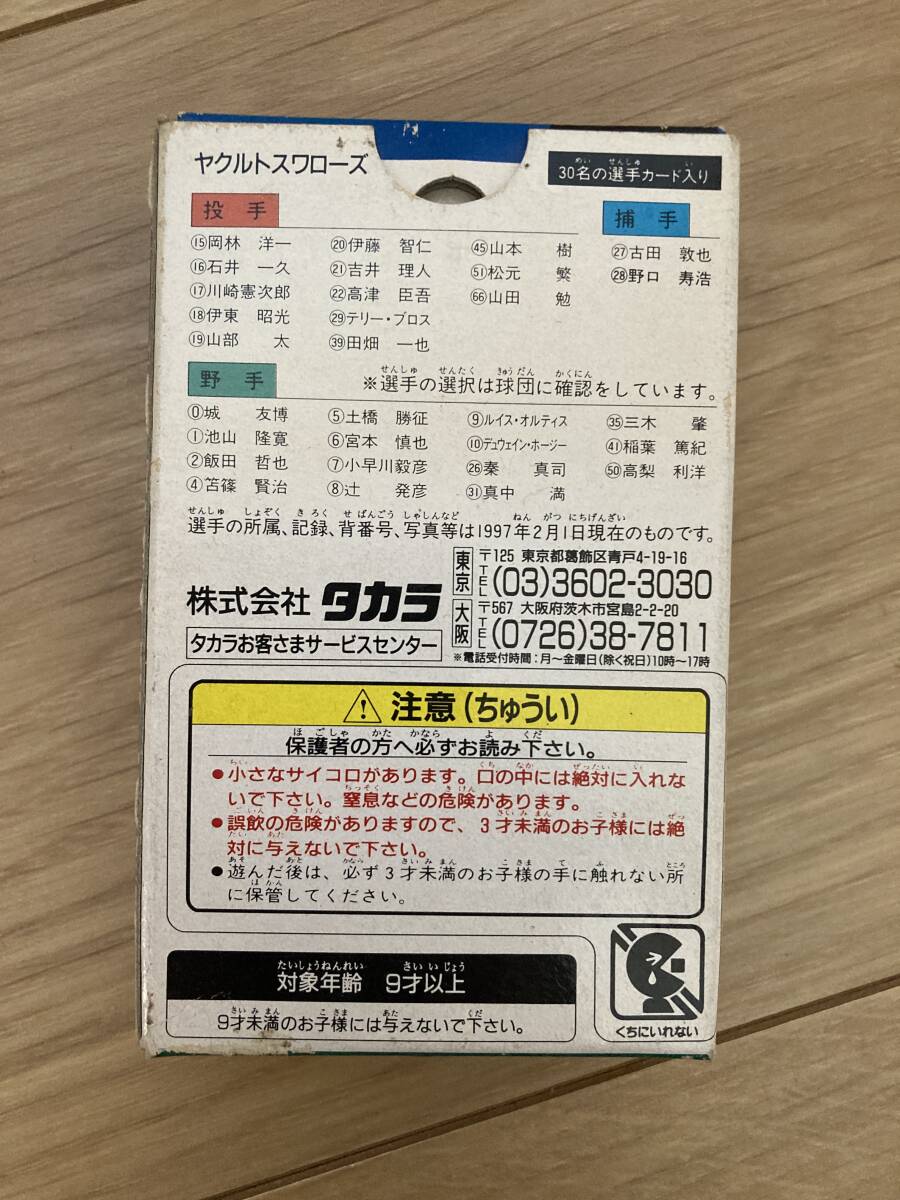 ヤクルトスワローズ
30名の選手カード入り
投手
⑮岡林 洋一 ⑳伊藤 智仁 ㊺山本 樹
⑯石井 一久 ㉑吉井 理人 51松元 繁
⑰川崎憲次郎 ㉒高津 臣吾 66山田 勉
⑱伊東 昭光 ㉙テリー・ブロス
⑲山部 太 ㊴田畑 一也
捕手
㉗古田 敦也
㉘野口 寿浩
野手
※選手の選択は球団に確認をしています。
⓪城 友博 ⑤土橋 勝征 ⑨ルイス・オルティス ㉟三木 肇
①池山 隆寛 ⑥宮本 慎也 ⑩デュウェイン・ホージー ㊶稲葉 篤紀
②飯田 哲也 ⑦小早川毅彦 ㉖秦 真司 ㊿高梨 利洋
④笘篠 賢治 ⑧辻 発彦 ㉛真中 満
選手の所属、記録、背番号、写真等は1997年2月1日現在のものです。
株式会社 タカラ
タカラお客さまサービスセンター
東京 〒125 東京都葛飾区青戸4-19-16
TEL (03)3602-3030
大阪 〒567 大阪府茨木市宮島2-2-20
TEL (0726)38-7811
※電話受付時間:月〜金曜日(除く祝日)10時〜17時
注意(ちゅうい)
保護者の方へ必ずお読み下さい。
●小さなサイコロがあります。口の中には絶対に入れな
いで下さい。窒息などの危険があります。
●誤飲の危険がありますので、3才未満のお子様には絶
対に与えないで下さい。
●遊んだ後は、必ず3才未満のお子様の手に触れない所
に保管してください。
対象年齢 9才以上
9才未満のお子様には与えないで下さい。
くちにいれない